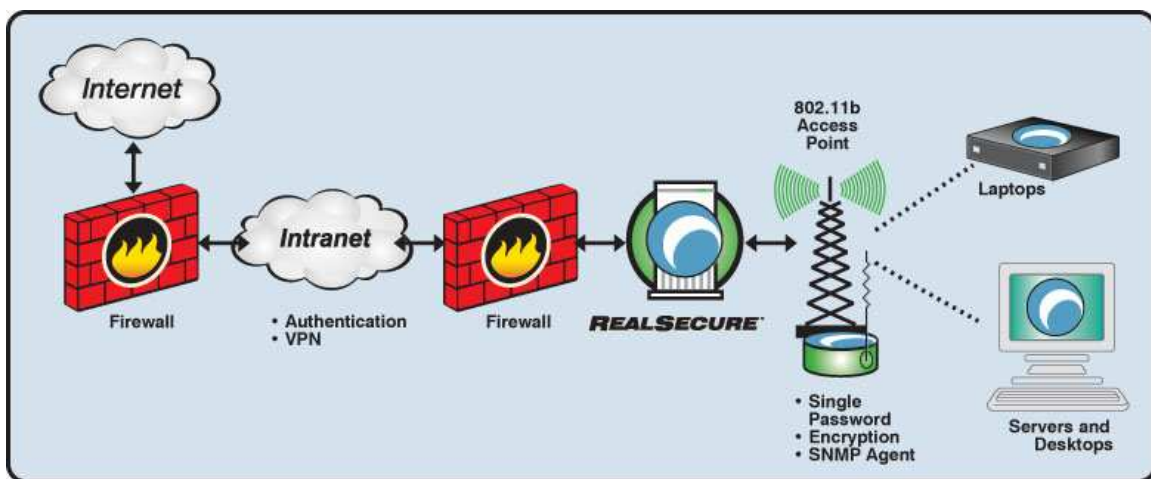 Internet
Firewall
Intranet
• Authentication
• VPN
Firewall
REALSECURE
802.11b
Access
Point
• Single
Password
• Encryption
• SNMP Agent
Laptops
Servers and
Desktops